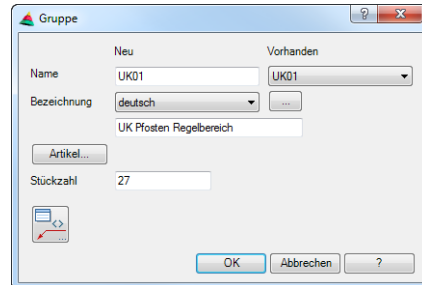 Gruppe
Neu Vorhanden
Name UK01 UK01
Bezeichnung deutsch ...
UK Pfosten Regelbereich
Artikel...
Stückzahl 27
<> ...
OK Abbrechen ?